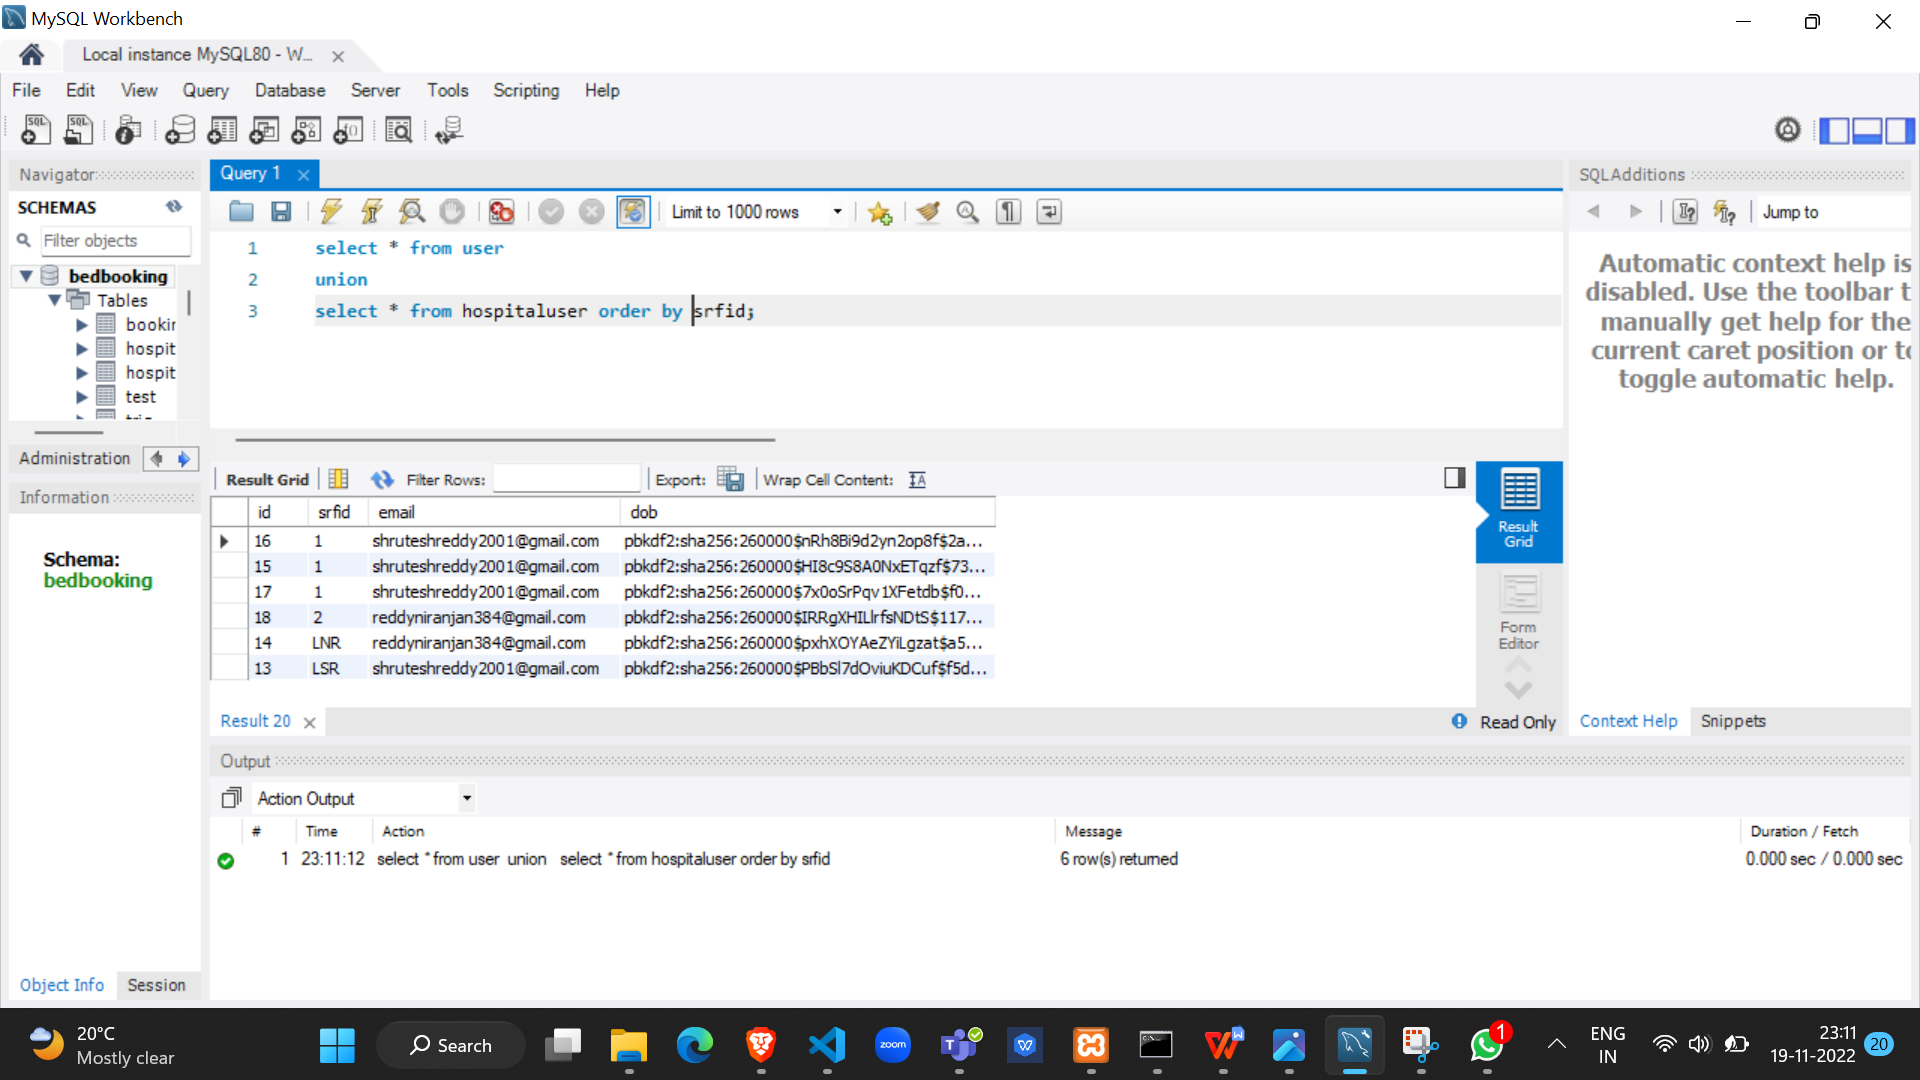 MySQL Workbench
Local instance MySQL80 - W...
File Edit View Query Database Server Tools Scripting Help
Navigator
Query 1
SQLAdditions
SCHEMAS
Limit to 1000 rows
Jump to
Filter objects
bedbooking
Tables
bookir
hospit
hospit
test
1 select * from user
2 union
3 select * from hospitaluser order by srfid;
Automatic context help is
disabled. Use the toolbar t
manually get help for the
current caret position or to
toggle automatic help.
Administration
Information
Schema:
bedbooking
Result Grid Filter Rows: Export: Wrap Cell Content:
id srfid email dob
16 1 shruteshreddy2001@gmail.com pbkdf2:sha256:260000$nRh8Bi9d2yn2op8f$2a...
15 1 shruteshreddy2001@gmail.com pbkdf2:sha256:260000$HI8c9S8A0NxETqzf$73...
17 1 shruteshreddy2001@gmail.com pbkdf2:sha256:260000$7x0oSrPqv1XFetdb$f0...
18 2 reddyniranjan384@gmail.com pbkdf2:sha256:260000$IRRgXHILlrfsNDtS$117...
14 LNR reddyniranjan384@gmail.com pbkdf2:sha256:260000$pxhXOYAeZYiLgzat$a5...
13 LSR shruteshreddy2001@gmail.com pbkdf2:sha256:260000$PBbSl7dOviuKDCuf$f5d...
Result
Grid
Form
Editor
Result 20
Read Only
Context Help Snippets
Output
Action Output
# Time Action Message Duration / Fetch
1 23:11:12 select * from user union select * from hospitaluser order by srfid 6 row(s) returned 0.000 sec / 0.000 sec
Object Info Session
20°C
Mostly clear
Search
zoom
1
ENG
IN
23:11
19-11-2022
20